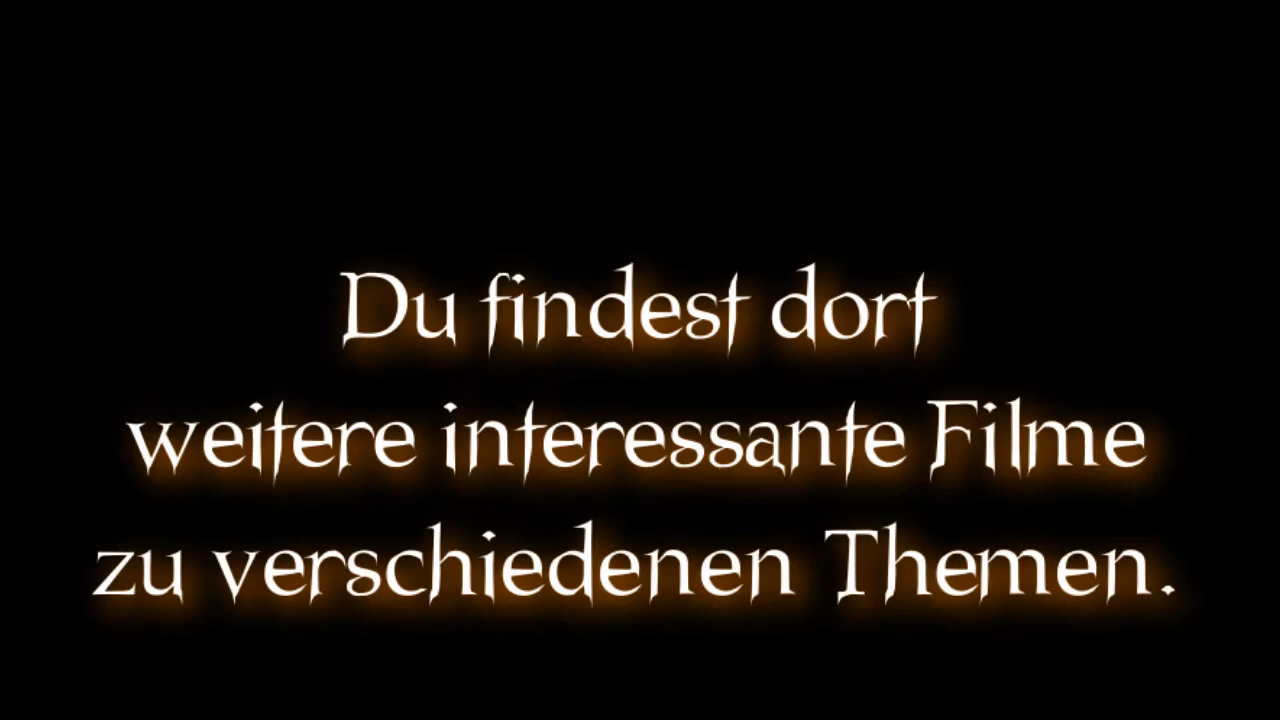 Du findest dort
weitere interessante Filme
zu verschiedenen Themen.